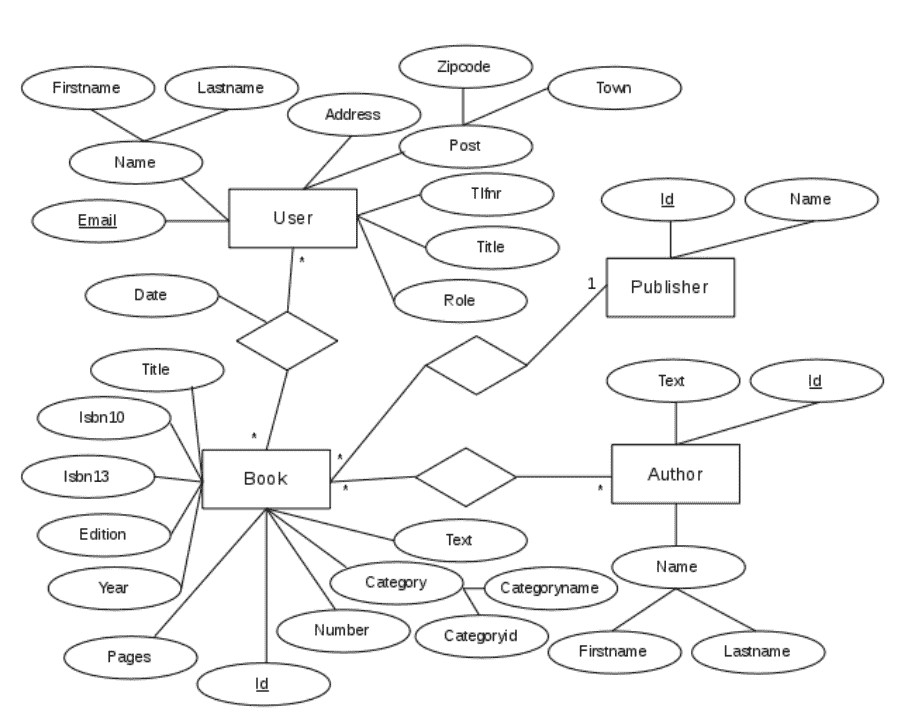 Zipcode
Firstname
Lastname
Town
Address
Post
Name
Tlfnr
Id
Name
Email
User
Title
*
Publisher
1
Date
Role
Title
Text
Id
Isbn10
*
*
Isbn13
Book
*
*
Author
Edition
Text
Name
Year
Category
Categoryname
Number
Categoryid
Pages
Firstname
Lastname
Id